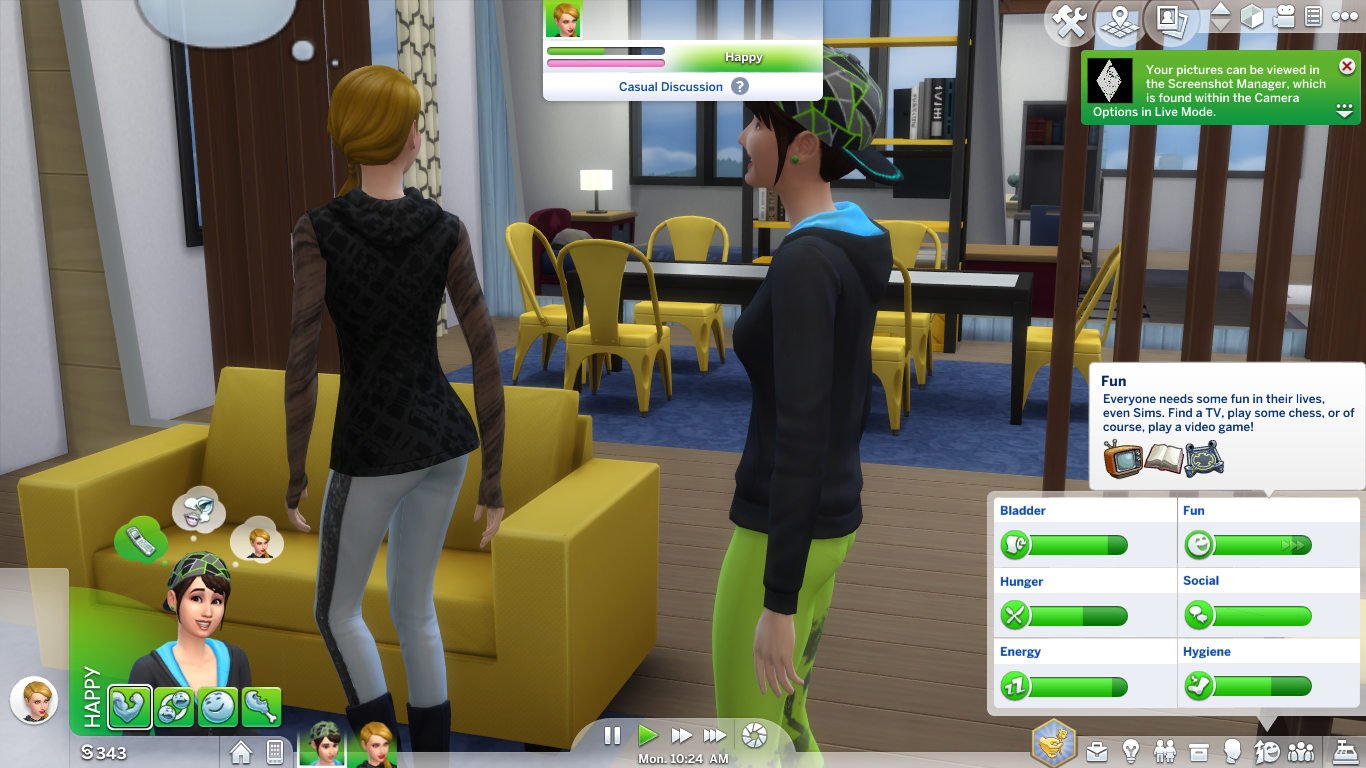 Happy
Casual Discussion ?
Your pictures can be viewed in
the Screenshot Manager, which
is found within the Camera
Options in Live Mode.
Fun
Everyone needs some fun in their lives,
even Sims. Find a TV, play some chess, or of
course, play a video game!
Bladder
Fun
Hunger
Social
Energy
Hygiene
HAPPY
§343
Mon. 10:24 AM